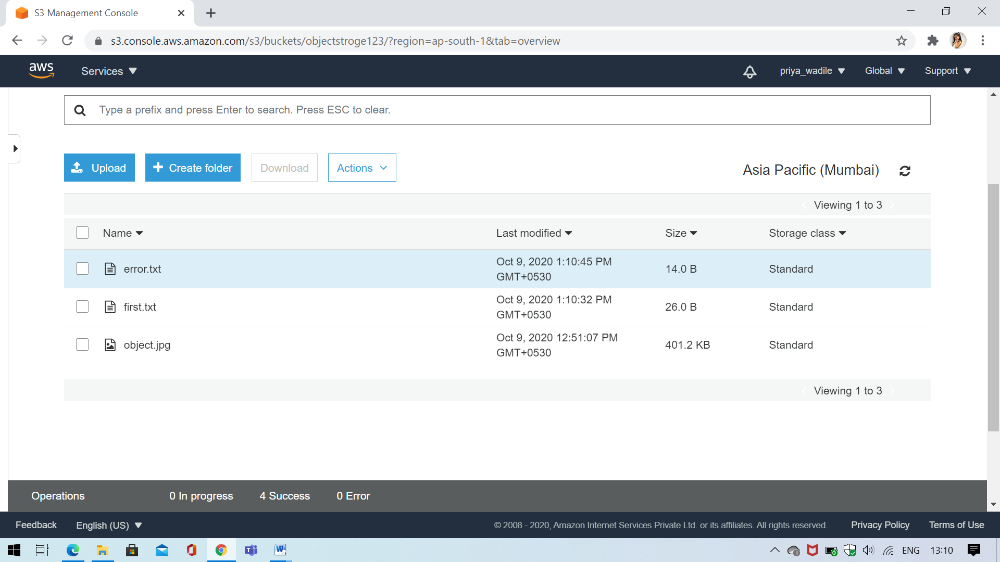 S3 Management Console
s3.console.aws.amazon.com/s3/buckets/objectstroge123/?region=ap-south-1&tab=overview
aws Services priya_wadile Global Support
Type a prefix and press Enter to search. Press ESC to clear.
Upload Create folder Download Actions Asia Pacific (Mumbai)
Viewing 1 to 3
Name Last modified Size Storage class
error.txt Oct 9, 2020 1:10:45 PM GMT+0530 14.0 B Standard
first.txt Oct 9, 2020 1:10:32 PM GMT+0530 26.0 B Standard
object.jpg Oct 9, 2020 12:51:07 PM GMT+0530 401.2 KB Standard
Viewing 1 to 3
Operations 0 In progress 4 Success 0 Error
Feedback English (US) © 2008 - 2020, Amazon Internet Services Private Ltd. or its affiliates. All rights reserved. Privacy Policy Terms of Use
ENG 13:10